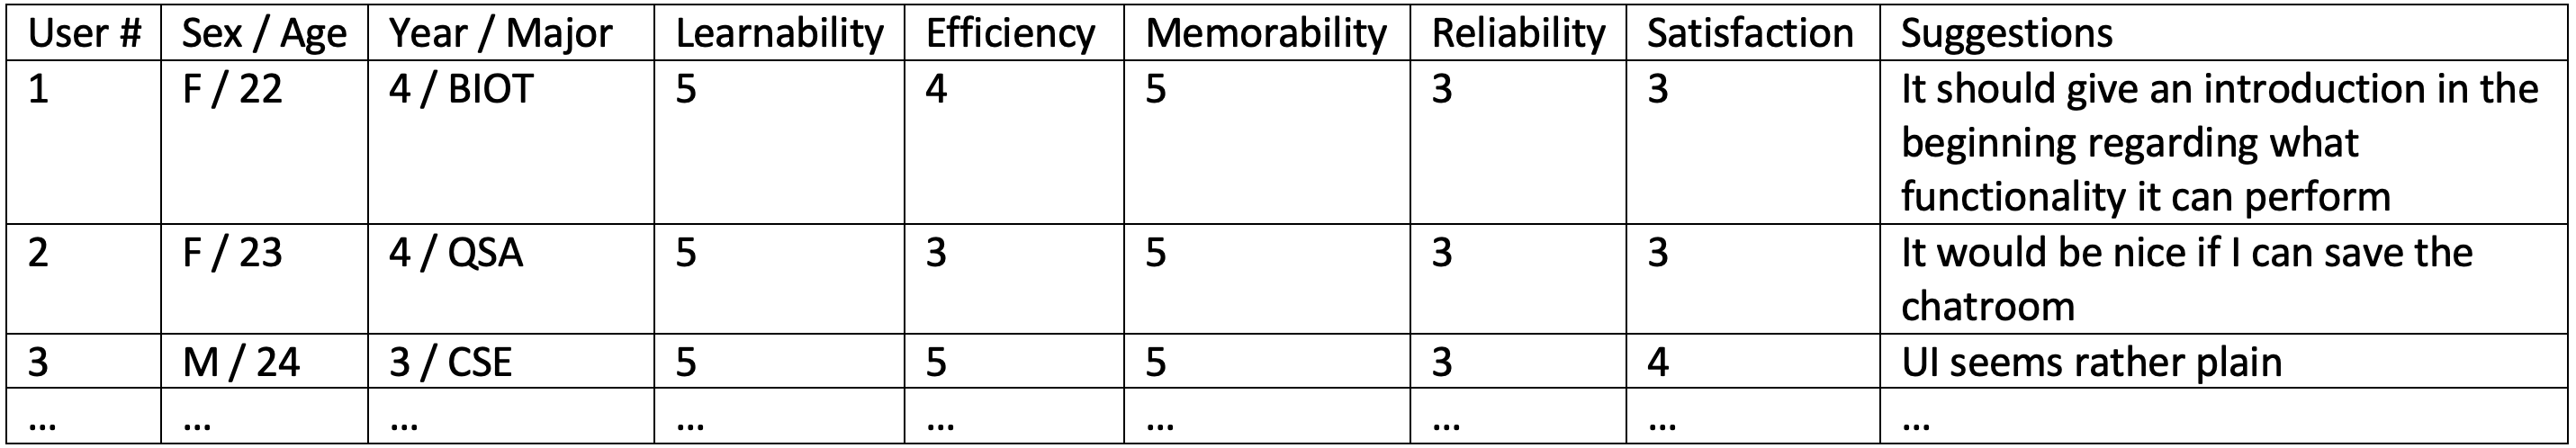 User # Sex / Age Year / Major Learnability Efficiency Memorability Reliability Satisfaction Suggestions
1 F / 22 4 / BIOT 5 4 5 3 3 It should give an introduction in the
beginning regarding what
functionality it can perform
2 F / 23 4 / QSA 5 3 5 3 3 It would be nice if I can save the
chatroom
3 M / 24 3 / CSE 5 5 5 3 4 UI seems rather plain
... ... ... ... ... ... ... ... ...